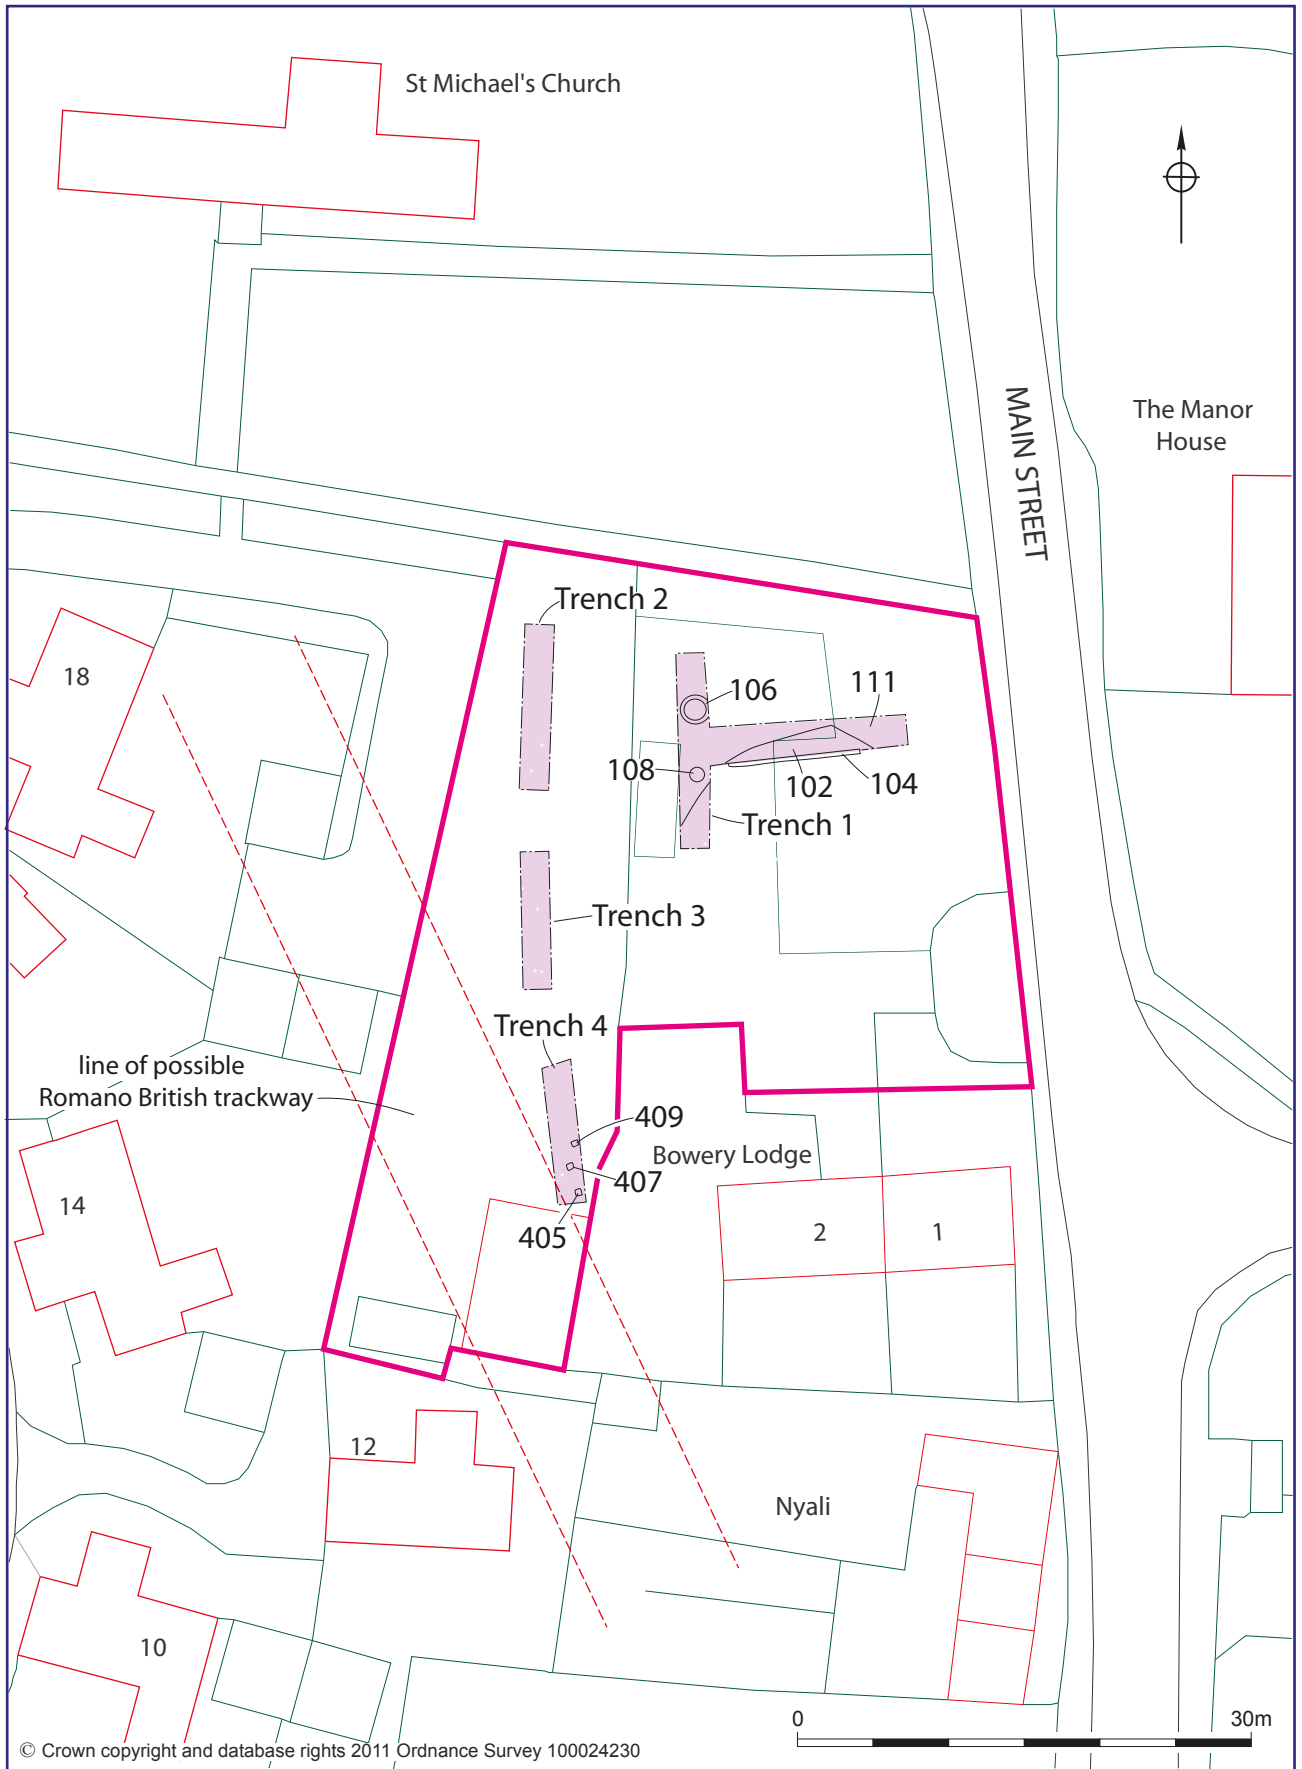 St Michael's Church
MAIN STREET
The Manor
House
Trench 2
18
106
111
108
102
104
Trench 1
Trench 3
Trench 4
line of possible
Romano British trackway
409
Bowery Lodge
407
14
405
2
1
12
Nyali
10
0
30m
© Crown copyright and database rights 2011 Ordnance Survey 100024230